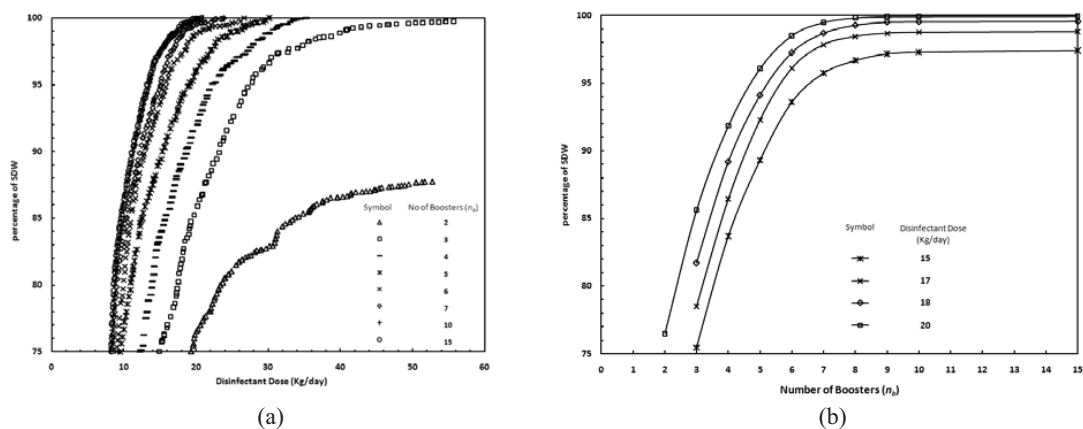 (a)
100
95
90
85
80
75
percentage of SDW
0
10
20
30
40
50
60
Disinfectant Dose (Kg/day)
Symbol No of Boosters (nb)
2
3
4
5
6
7
10
15
(a)
(b)
100
95
90
85
80
75
percentage of SDW
0 1 2 3 4 5 6 7 8 9 10 11 12 13 14 15
Number of Boosters (nb)
Symbol Disinfectant Dose
(Kg/day)
15
17
18
20
(b)